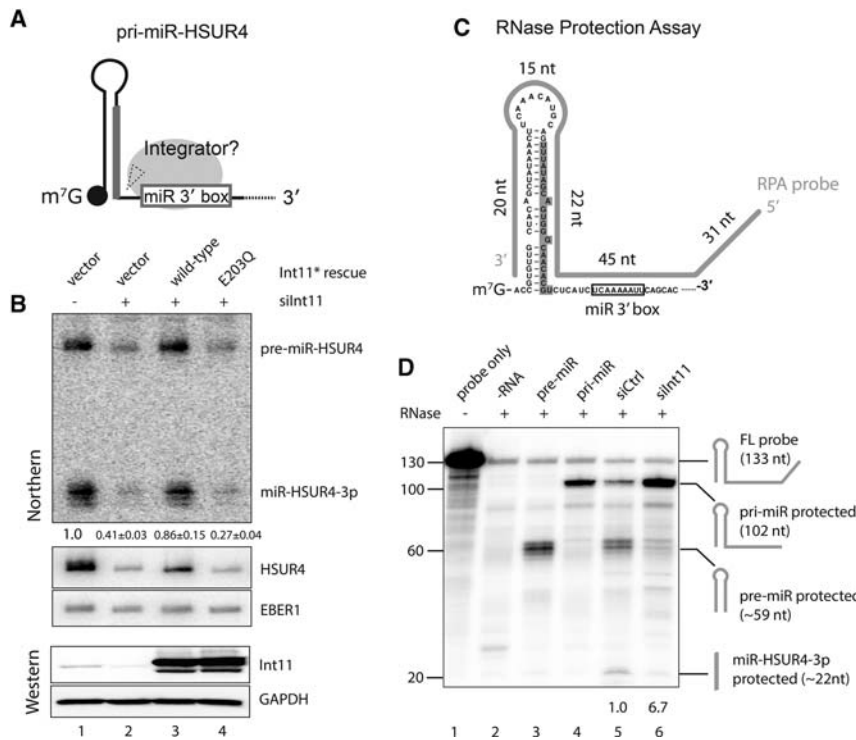 A
pri-miR-HSUR4
Integrator?
m⁷G
miR 3' box
3'
vector
vector
wild-type
E203Q
Int11* rescue
- + + + siInt11
B
Northern
pre-miR-HSUR4
miR-HSUR4-3p
1.0 0.41±0.03 0.86±0.15 0.27±0.04
HSUR4
EBER1
Western
Int11
GAPDH
1 2 3 4
C RNase Protection Assay
15 nt
20 nt
22 nt
45 nt
31 nt
RPA probe
5'
3'
m⁷G
UCUCAUCUCAAAAAUUCAGCAC
-3'
miR 3' box
D
probe only
-RNA
pre-miR
pri-miR
siCtrl
siInt11
RNase - + + + + +
130
100
60
20
FL probe
(133 nt)
pri-miR protected
(102 nt)
pre-miR protected
(~59 nt)
miR-HSUR4-3p
protected (~22nt)
1.0 6.7
1 2 3 4 5 6